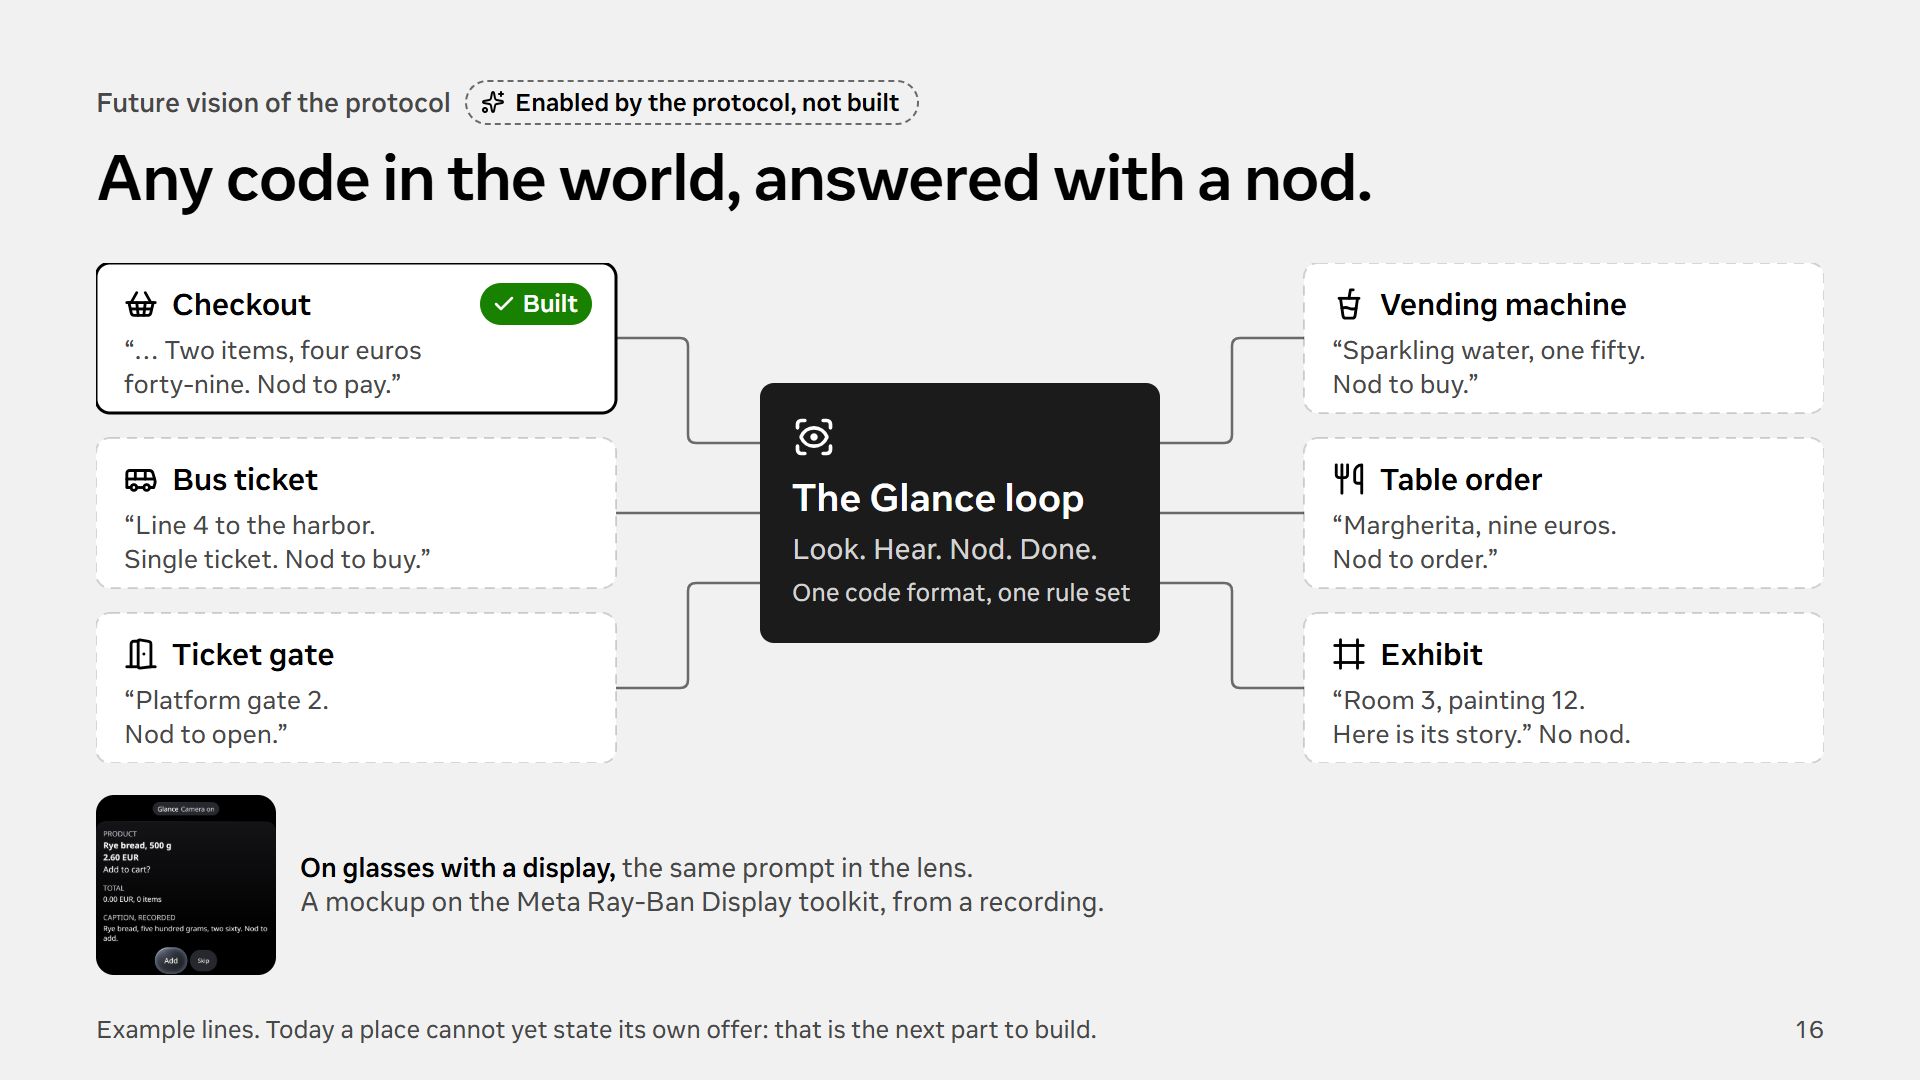 Future vision of the protocol
Enabled by the protocol, not built
Any code in the world, answered with a nod.
Checkout
Built
“… Two items, four euros
forty-nine. Nod to pay.”
Bus ticket
“Line 4 to the harbor.
Single ticket. Nod to buy.”
Ticket gate
“Platform gate 2.
Nod to open.”
The Glance loop
Look. Hear. Nod. Done.
One code format, one rule set
Vending machine
“Sparkling water, one fifty.
Nod to buy.”
Table order
“Margherita, nine euros.
Nod to order.”
Exhibit
“Room 3, painting 12.
Here is its story.” No nod.
Glance Camera on
PRODUCT
Rye bread, 500 g
2.60 EUR
Add to cart?
TOTAL
0.00 EUR, 0 items
CAPTION, RECORDED
Rye bread, five hundred grams, two sixty. Nod to
add.
Add
Skip
On glasses with a display, the same prompt in the lens.
A mockup on the Meta Ray-Ban Display toolkit, from a recording.
Example lines. Today a place cannot yet state its own offer: that is the next part to build.
16